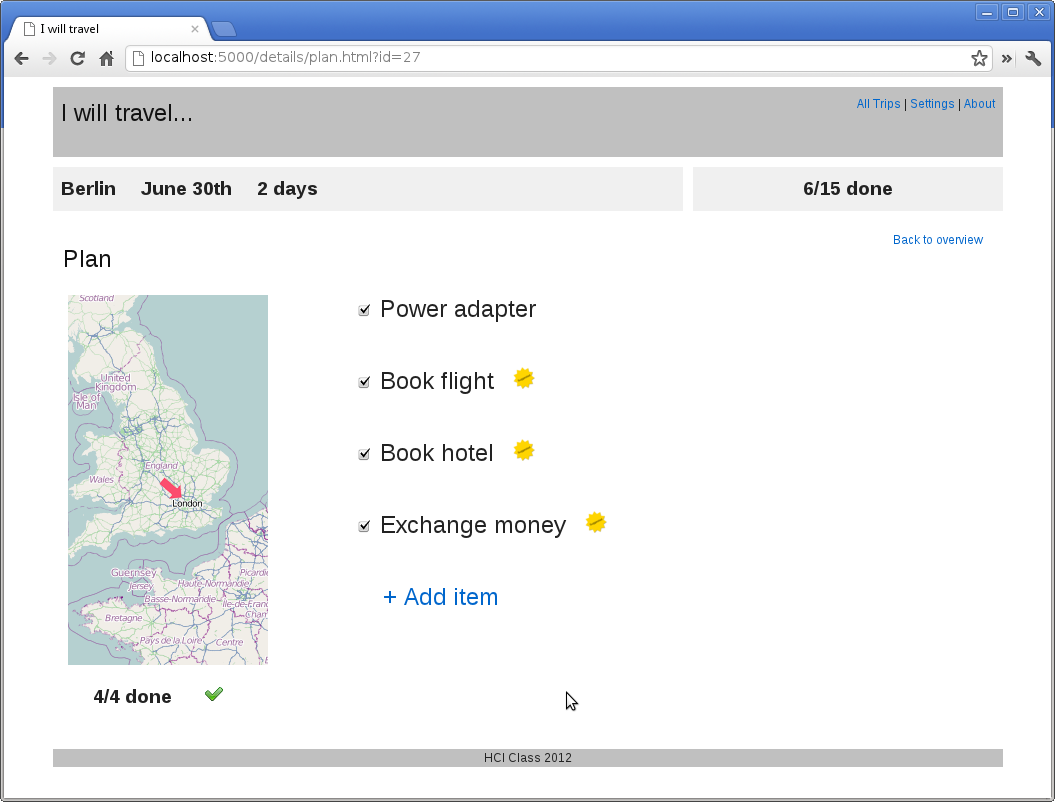 I will travel
localhost:5000/details/plan.html?id=27
I will travel...
All Trips | Settings | About
Berlin June 30th 2 days
6/15 done
Back to overview
Plan
Scotland
United
Kingdom
Isle of
Man
England
Wales
London
Guernsey
Jersey
Picardie
Haute-Normandie
Basse-Normandie
Île-de-France
Cham
Bretagne
Pays de la Loire
Centre
Power adapter
Book flight
Book hotel
Exchange money
+ Add item
4/4 done
HCI Class 2012